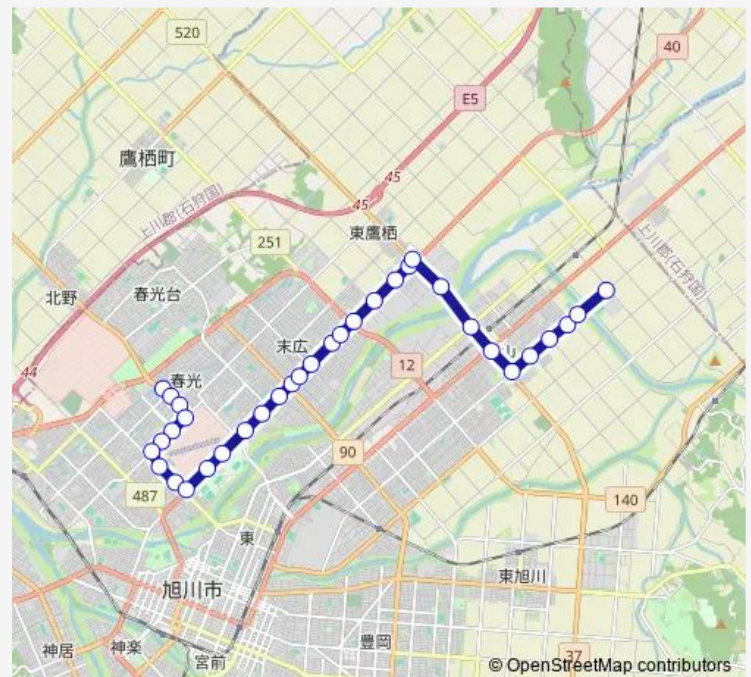 520
40
E5
鷹栖町
45
上川郡(石狩国)
45
東鷹栖
251
上川郡(石狩国)
北野
春光台
末広
12
44
春光
山
90
487
140
東
東旭川
旭川市
豊岡
神居
神楽
宮前
37
© OpenStreetMap contributors